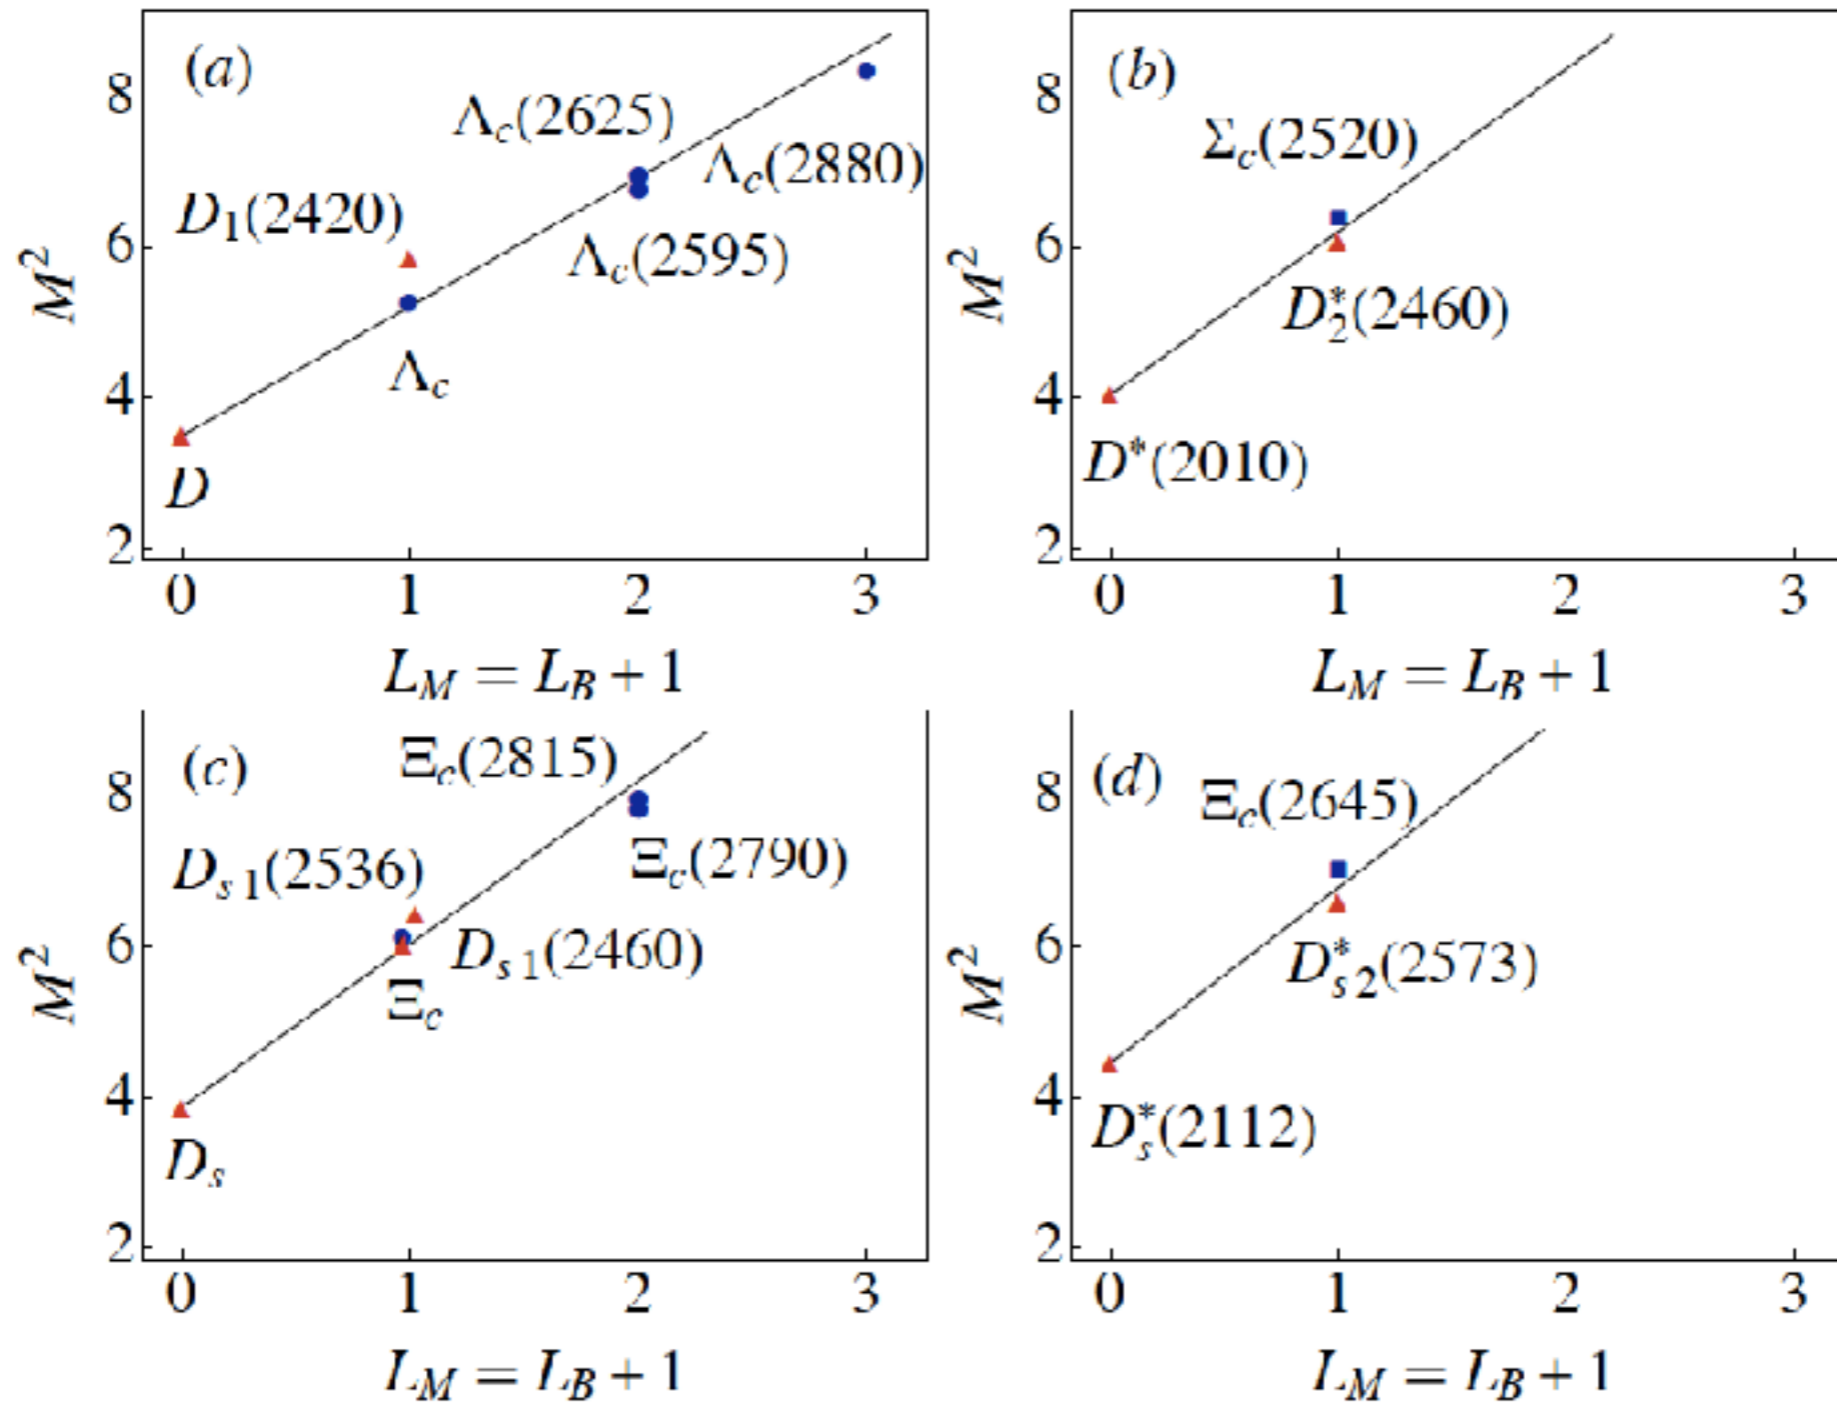 (a)
8
6
4
2
M²
Λc(2625)
Λc(2880)
D1(2420)
Λc(2595)
Λc
D
0 1 2 3
LM = LB + 1
(b)
8
6
4
2
M²
Σc(2520)
D*2(2460)
D*(2010)
0 1 2 3
LM = LB + 1
(c)
8
6
4
2
M²
Ξc(2815)
Ξc(2790)
Ds1(2536)
Ds1(2460)
Ξc
Ds
0 1 2 3
LM = LB + 1
(d)
8
6
4
2
M²
Ξc(2645)
D*s2(2573)
D*s(2112)
0 1 2 3
LM = LB + 1